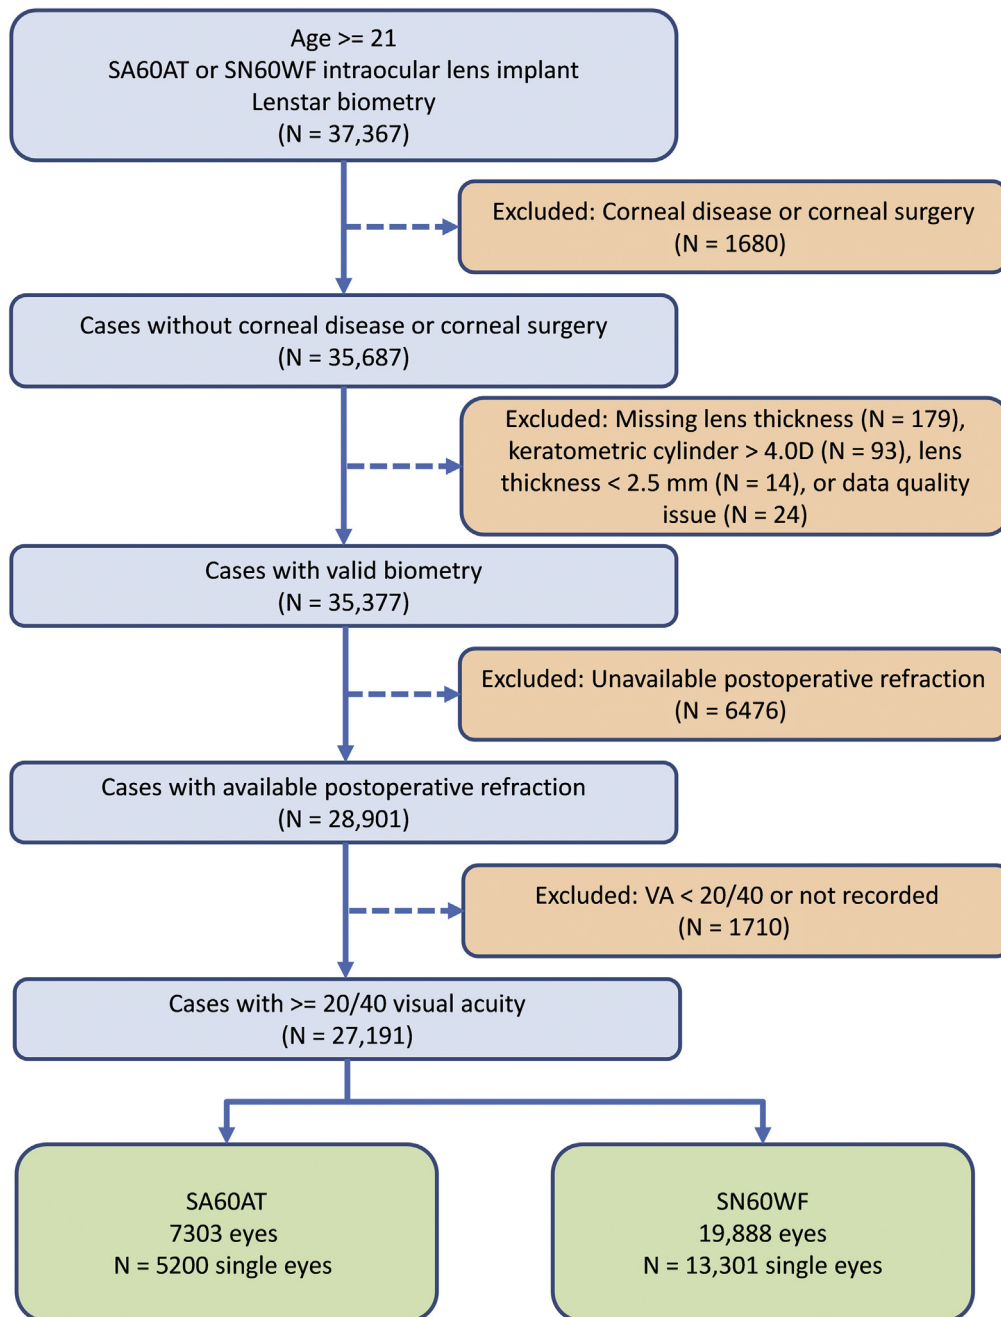 Age >= 21
SA60AT or SN60WF intraocular lens implant
Lenstar biometry
(N = 37,367)
Excluded: Corneal disease or corneal surgery
(N = 1680)
Cases without corneal disease or corneal surgery
(N = 35,687)
Excluded: Missing lens thickness (N = 179),
keratometric cylinder > 4.0D (N = 93), lens
thickness < 2.5 mm (N = 14), or data quality
issue (N = 24)
Cases with valid biometry
(N = 35,377)
Excluded: Unavailable postoperative refraction
(N = 6476)
Cases with available postoperative refraction
(N = 28,901)
Excluded: VA < 20/40 or not recorded
(N = 1710)
Cases with >= 20/40 visual acuity
(N = 27,191)
SA60AT
7303 eyes
N = 5200 single eyes
SN60WF
19,888 eyes
N = 13,301 single eyes